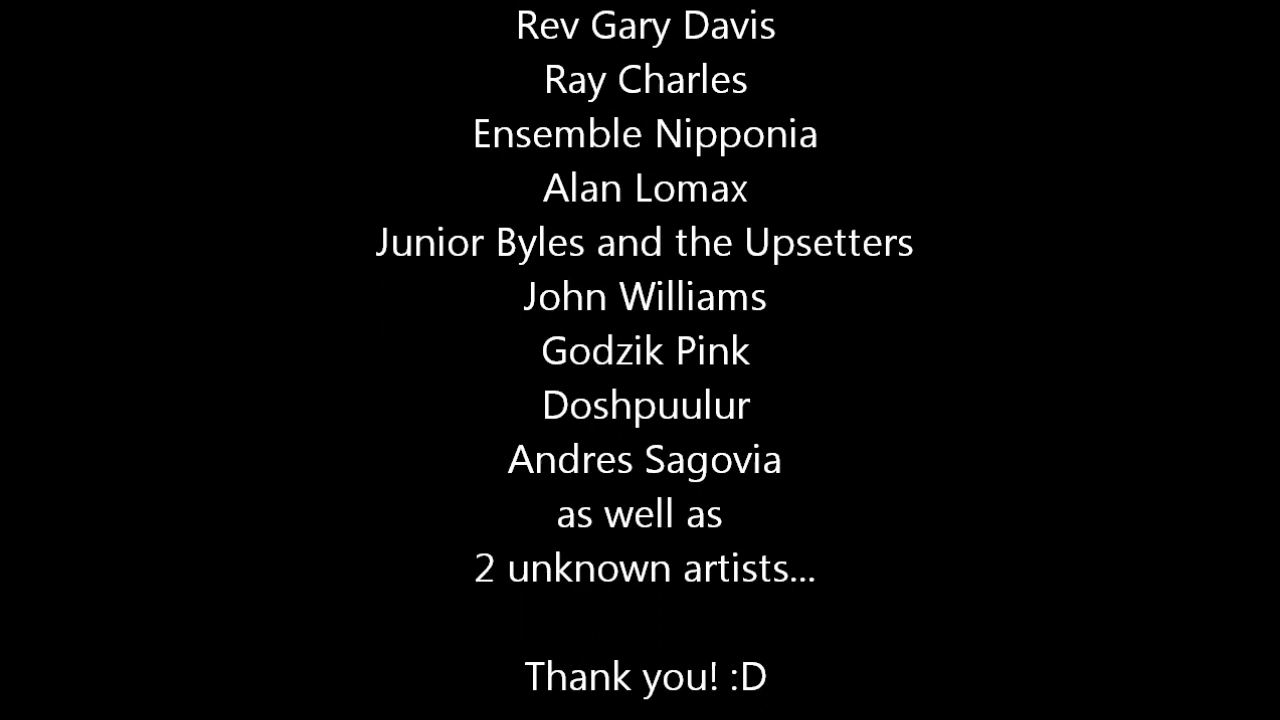 Rev Gary Davis
Ray Charles
Ensemble Nipponia
Alan Lomax
Junior Byles and the Upsetters
John Williams
Godzik Pink
Doshpuulur
Andres Sagovia
as well as
2 unknown artists...
Thank you! :D